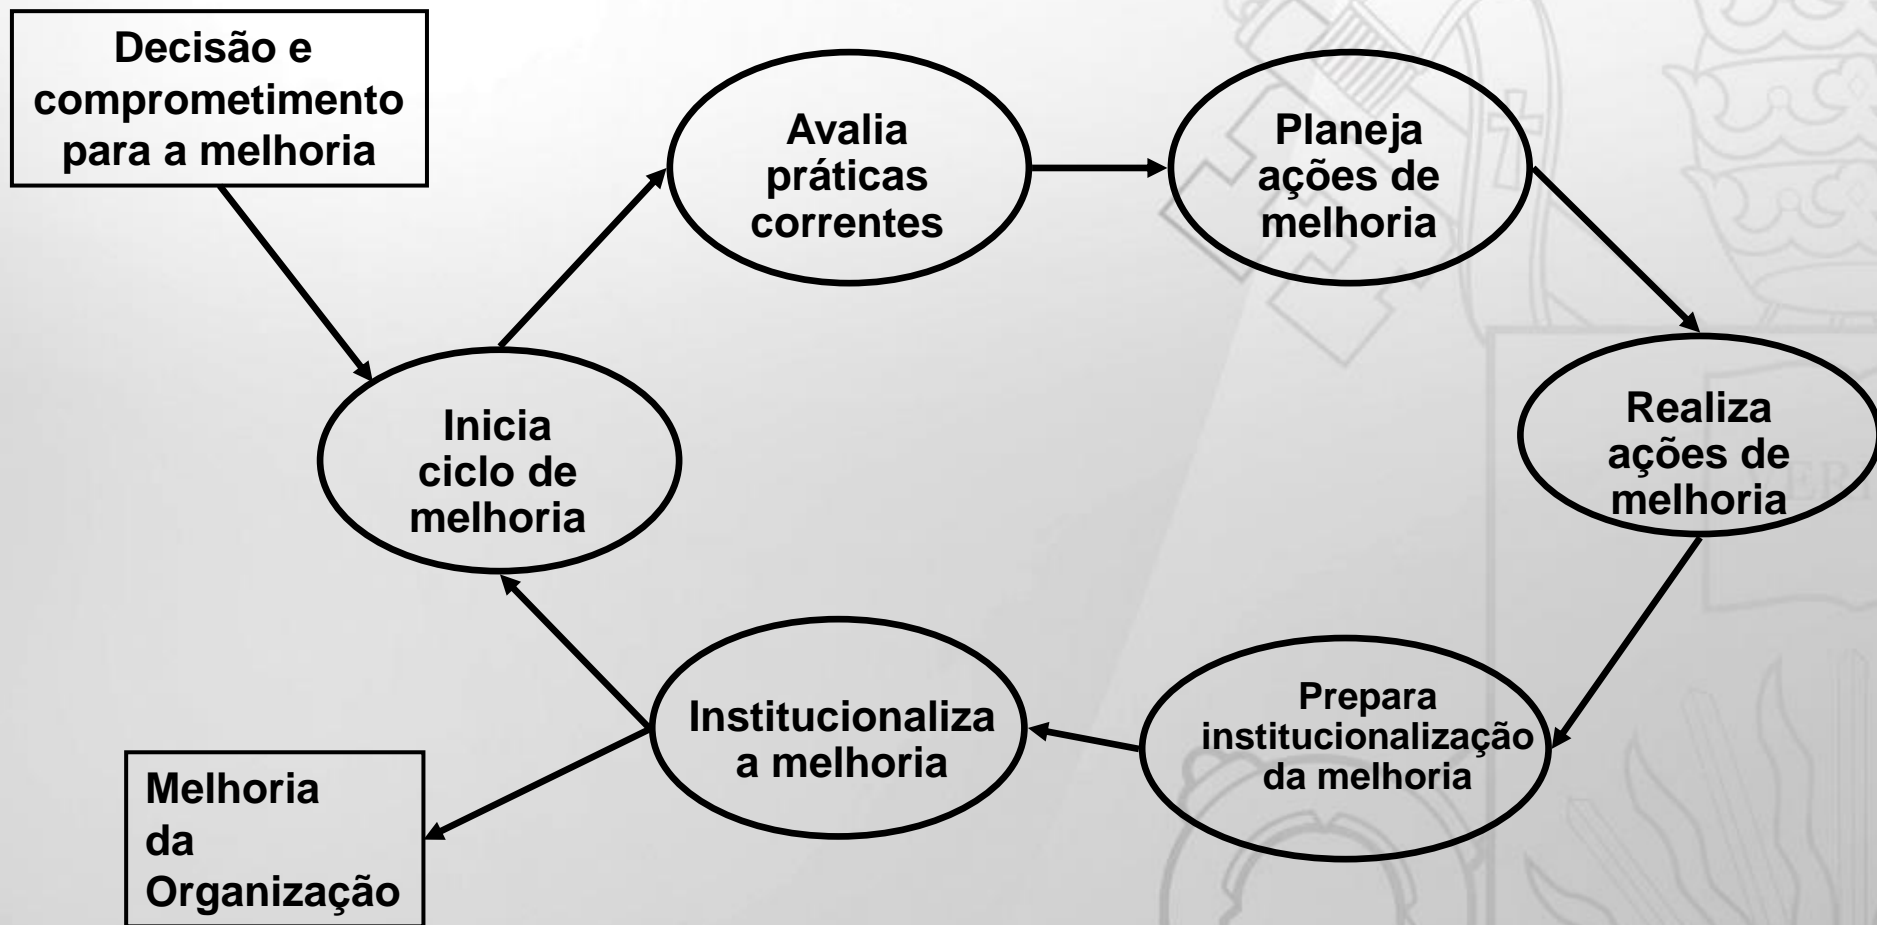 Decisão e
comprometimento
para a melhoria
Avalia
práticas
correntes
Planeja
ações de
melhoria
Realiza
ações de
melhoria
Inicia
ciclo de
melhoria
Prepara
institucionalização
da melhoria
Institucionaliza
a melhoria
Melhoria
da
Organização